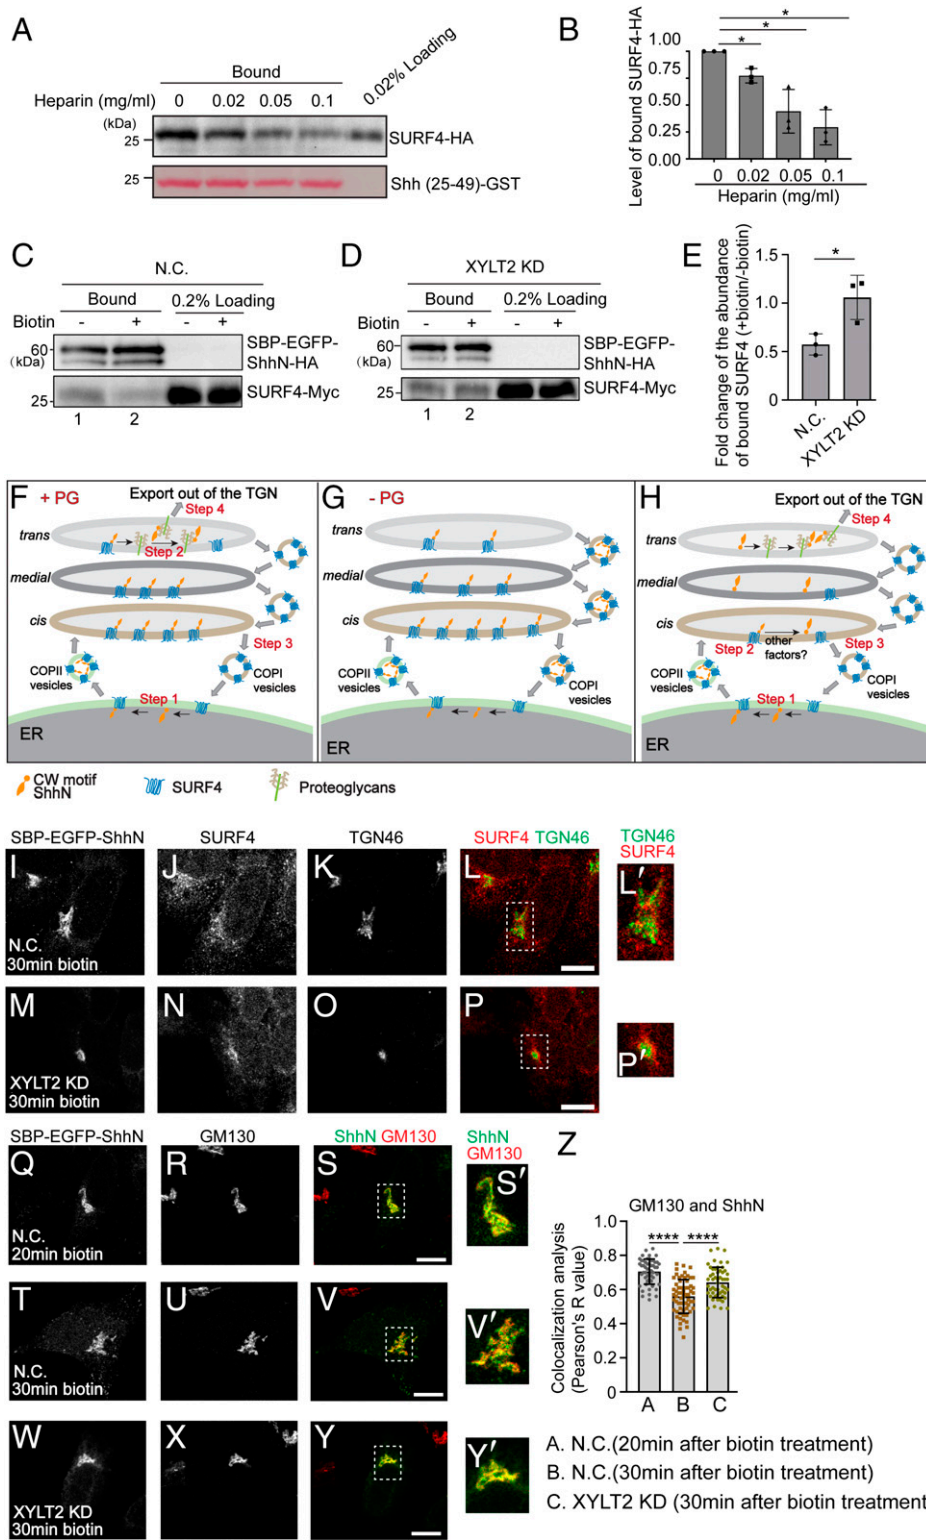 A
Bound
0.02% Loading
Heparin (mg/ml) 0 0.02 0.05 0.1
(kDa)
25
SURF4-HA
25
Shh (25-49)-GST
B
Level of bound SURF4-HA
1.00
0.75
0.50
0.25
0.00
* * *
0 0.02 0.05 0.1
Heparin (mg/ml)
C
N.C.
Bound 0.2% Loading
Biotin - + - +
60
(kDa)
SBP-EGFP-
ShhN-HA
25
SURF4-Myc
1 2
D
XYLT2 KD
Bound 0.2% Loading
Biotin - + - +
60
(kDa)
SBP-EGFP-
ShhN-HA
25
SURF4-Myc
1 2
E
Fold change of the abundance
of bound SURF4 (+biotin/-biotin)
1.5
1.0
0.5
0
*
N.C.
XYLT2 KD
F + PG
Export out of the TGN
Step 4
trans
Step 2
medial
cis
Step 3
COPII
vesicles
COPI
vesicles
Step 1
ER
G - PG
trans
medial
cis
COPII
vesicles
COPI
vesicles
ER
H
Export out of the TGN
Step 4
trans
medial
cis
Step 2
other
factors?
Step 3
COPII
vesicles
COPI
vesicles
Step 1
ER
CW motif
ShhN
SURF4
Proteoglycans
SBP-EGFP-ShhN SURF4 TGN46 SURF4 TGN46 TGN46
SURF4
I J K L L'
N.C.
30min biotin
M N O P P'
XYLT2 KD
30min biotin
SBP-EGFP-ShhN GM130 ShhN GM130 ShhN
GM130
Q R S S'
N.C.
20min biotin
T U V V'
N.C.
30min biotin
W X Y Y'
XYLT2 KD
30min biotin
Z
GM130 and ShhN
Colocalization analysis
(Pearson's R value)
1.0
0.8
0.6
0.4
0.2
0
**** ****
A B C
A. N.C.(20min after biotin treatment)
B. N.C.(30min after biotin treatment)
C. XYLT2 KD (30min after biotin treatment